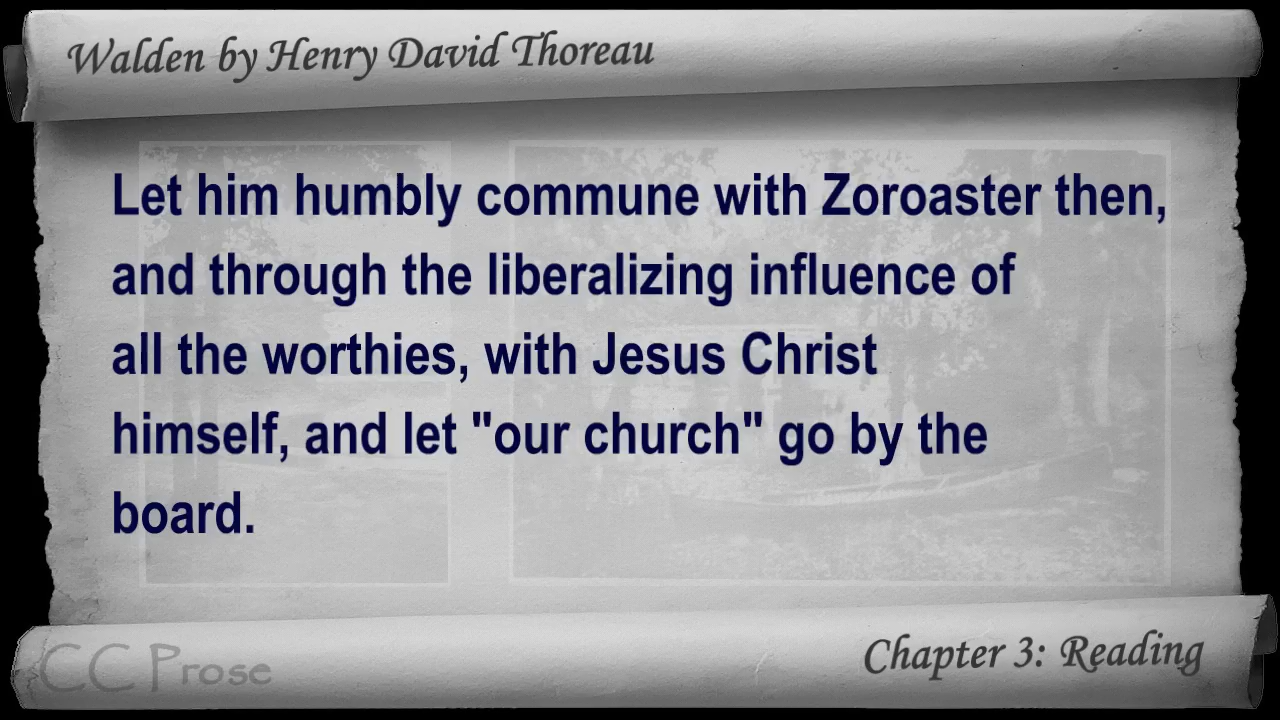 Walden by Henry David Thoreau
Let him humbly commune with Zoroaster then,
and through the liberalizing influence of
all the worthies, with Jesus Christ
himself, and let "our church" go by the
board.
CC Prose
Chapter 3: Reading